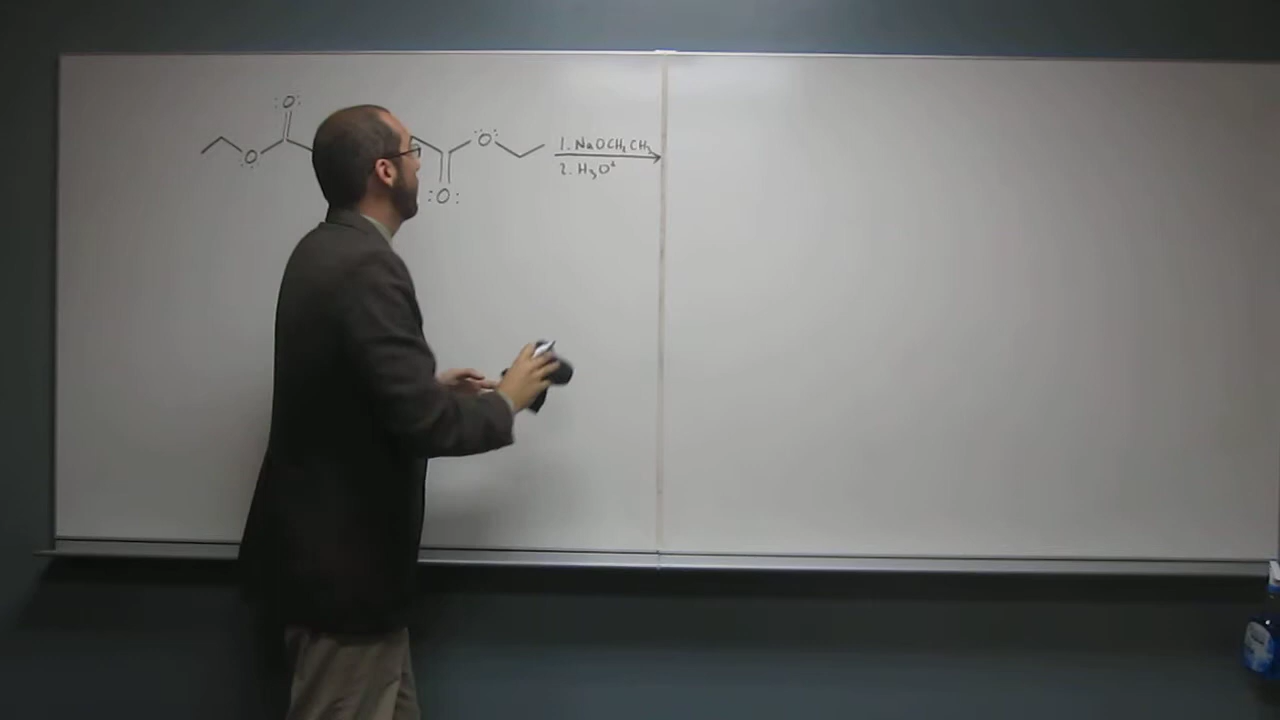 :O:
O
O
:O:
1. NaOCH₂CH₃
2. H₃O⁺